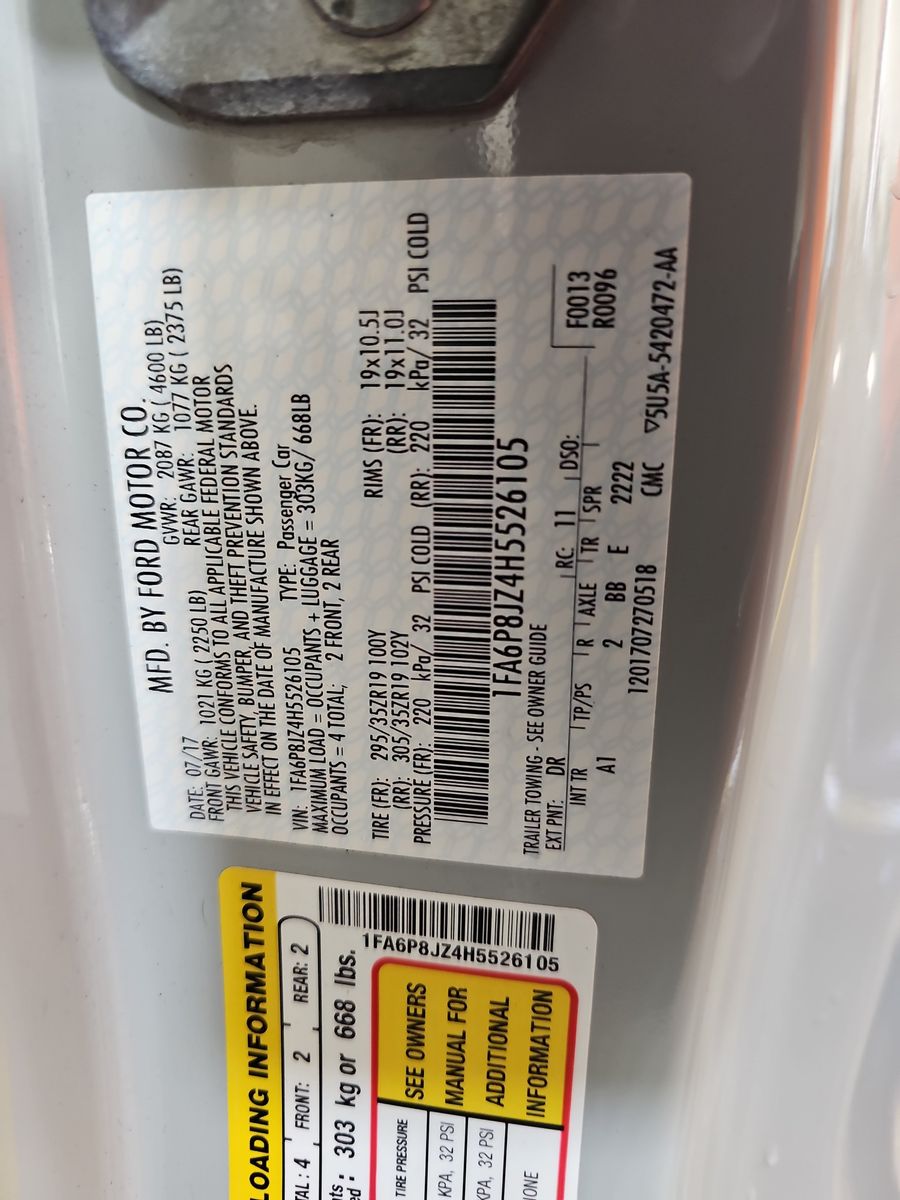 MFD. BY FORD MOTOR CO.
DATE: 07/17 GVWR: 2087 KG ( 4600 LB)
FRONT GAWR: 1021 KG ( 2250 LB) REAR GAWR: 1077 KG ( 2375 LB)
THIS VEHICLE CONFORMS TO ALL APPLICABLE FEDERAL MOTOR
VEHICLE SAFETY, BUMPER, AND THEFT PREVENTION STANDARDS
IN EFFECT ON THE DATE OF MANUFACTURE SHOWN ABOVE.
VIN: 1FA6P8JZ4H5526105 TYPE: Passenger Car
MAXIMUM LOAD = OCCUPANTS + LUGGAGE = 303KG/ 668LB
OCCUPANTS = 4 TOTAL; 2 FRONT, 2 REAR
TIRE (FR): 295/35ZR19 100Y RIMS (FR): 19x10.5J
(RR): 305/35ZR19 102Y (RR): 19x11.0J
PRESSURE (FR): 220 kPa/ 32 PSI COLD (RR): 220 kPa/ 32 PSI COLD
1FA6P8JZ4H5526105
TRAILER TOWING - SEE OWNER GUIDE
EXT PNT: DR RC: 11 DSO: F0013
R0096
INT TR TP/PS R AXLE TR SPR
A1 2 BB E 2222
1201707270518 CMC ▽5U5A-5420472-AA
LOADING INFORMATION
TAL : 4 FRONT: 2 REAR: 2
nts
ed : 303 kg or 668 lbs.
1FA6P8JZ4H5526105
TIRE PRESSURE
KPA, 32 PSI
KPA, 32 PSI
ONE
SEE OWNERS
MANUAL FOR
ADDITIONAL
INFORMATION